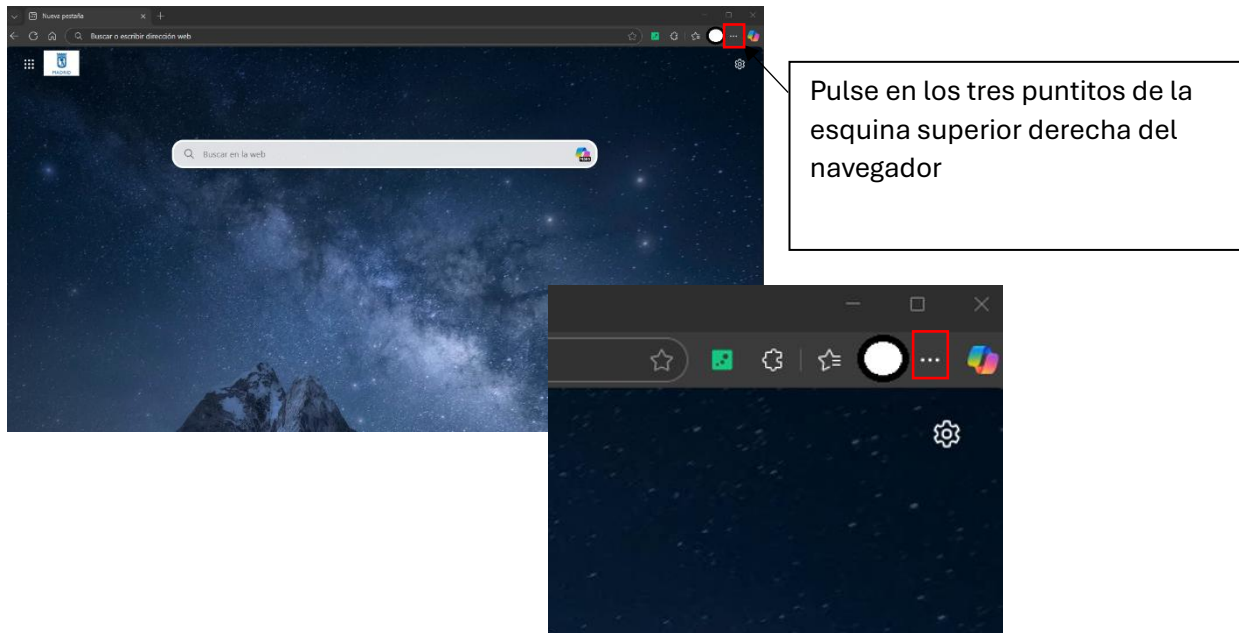 Nueva pestaña
Buscar o escribir dirección web
MADRID
Buscar en la web
Pulse en los tres puntitos de la
esquina superior derecha del
navegador